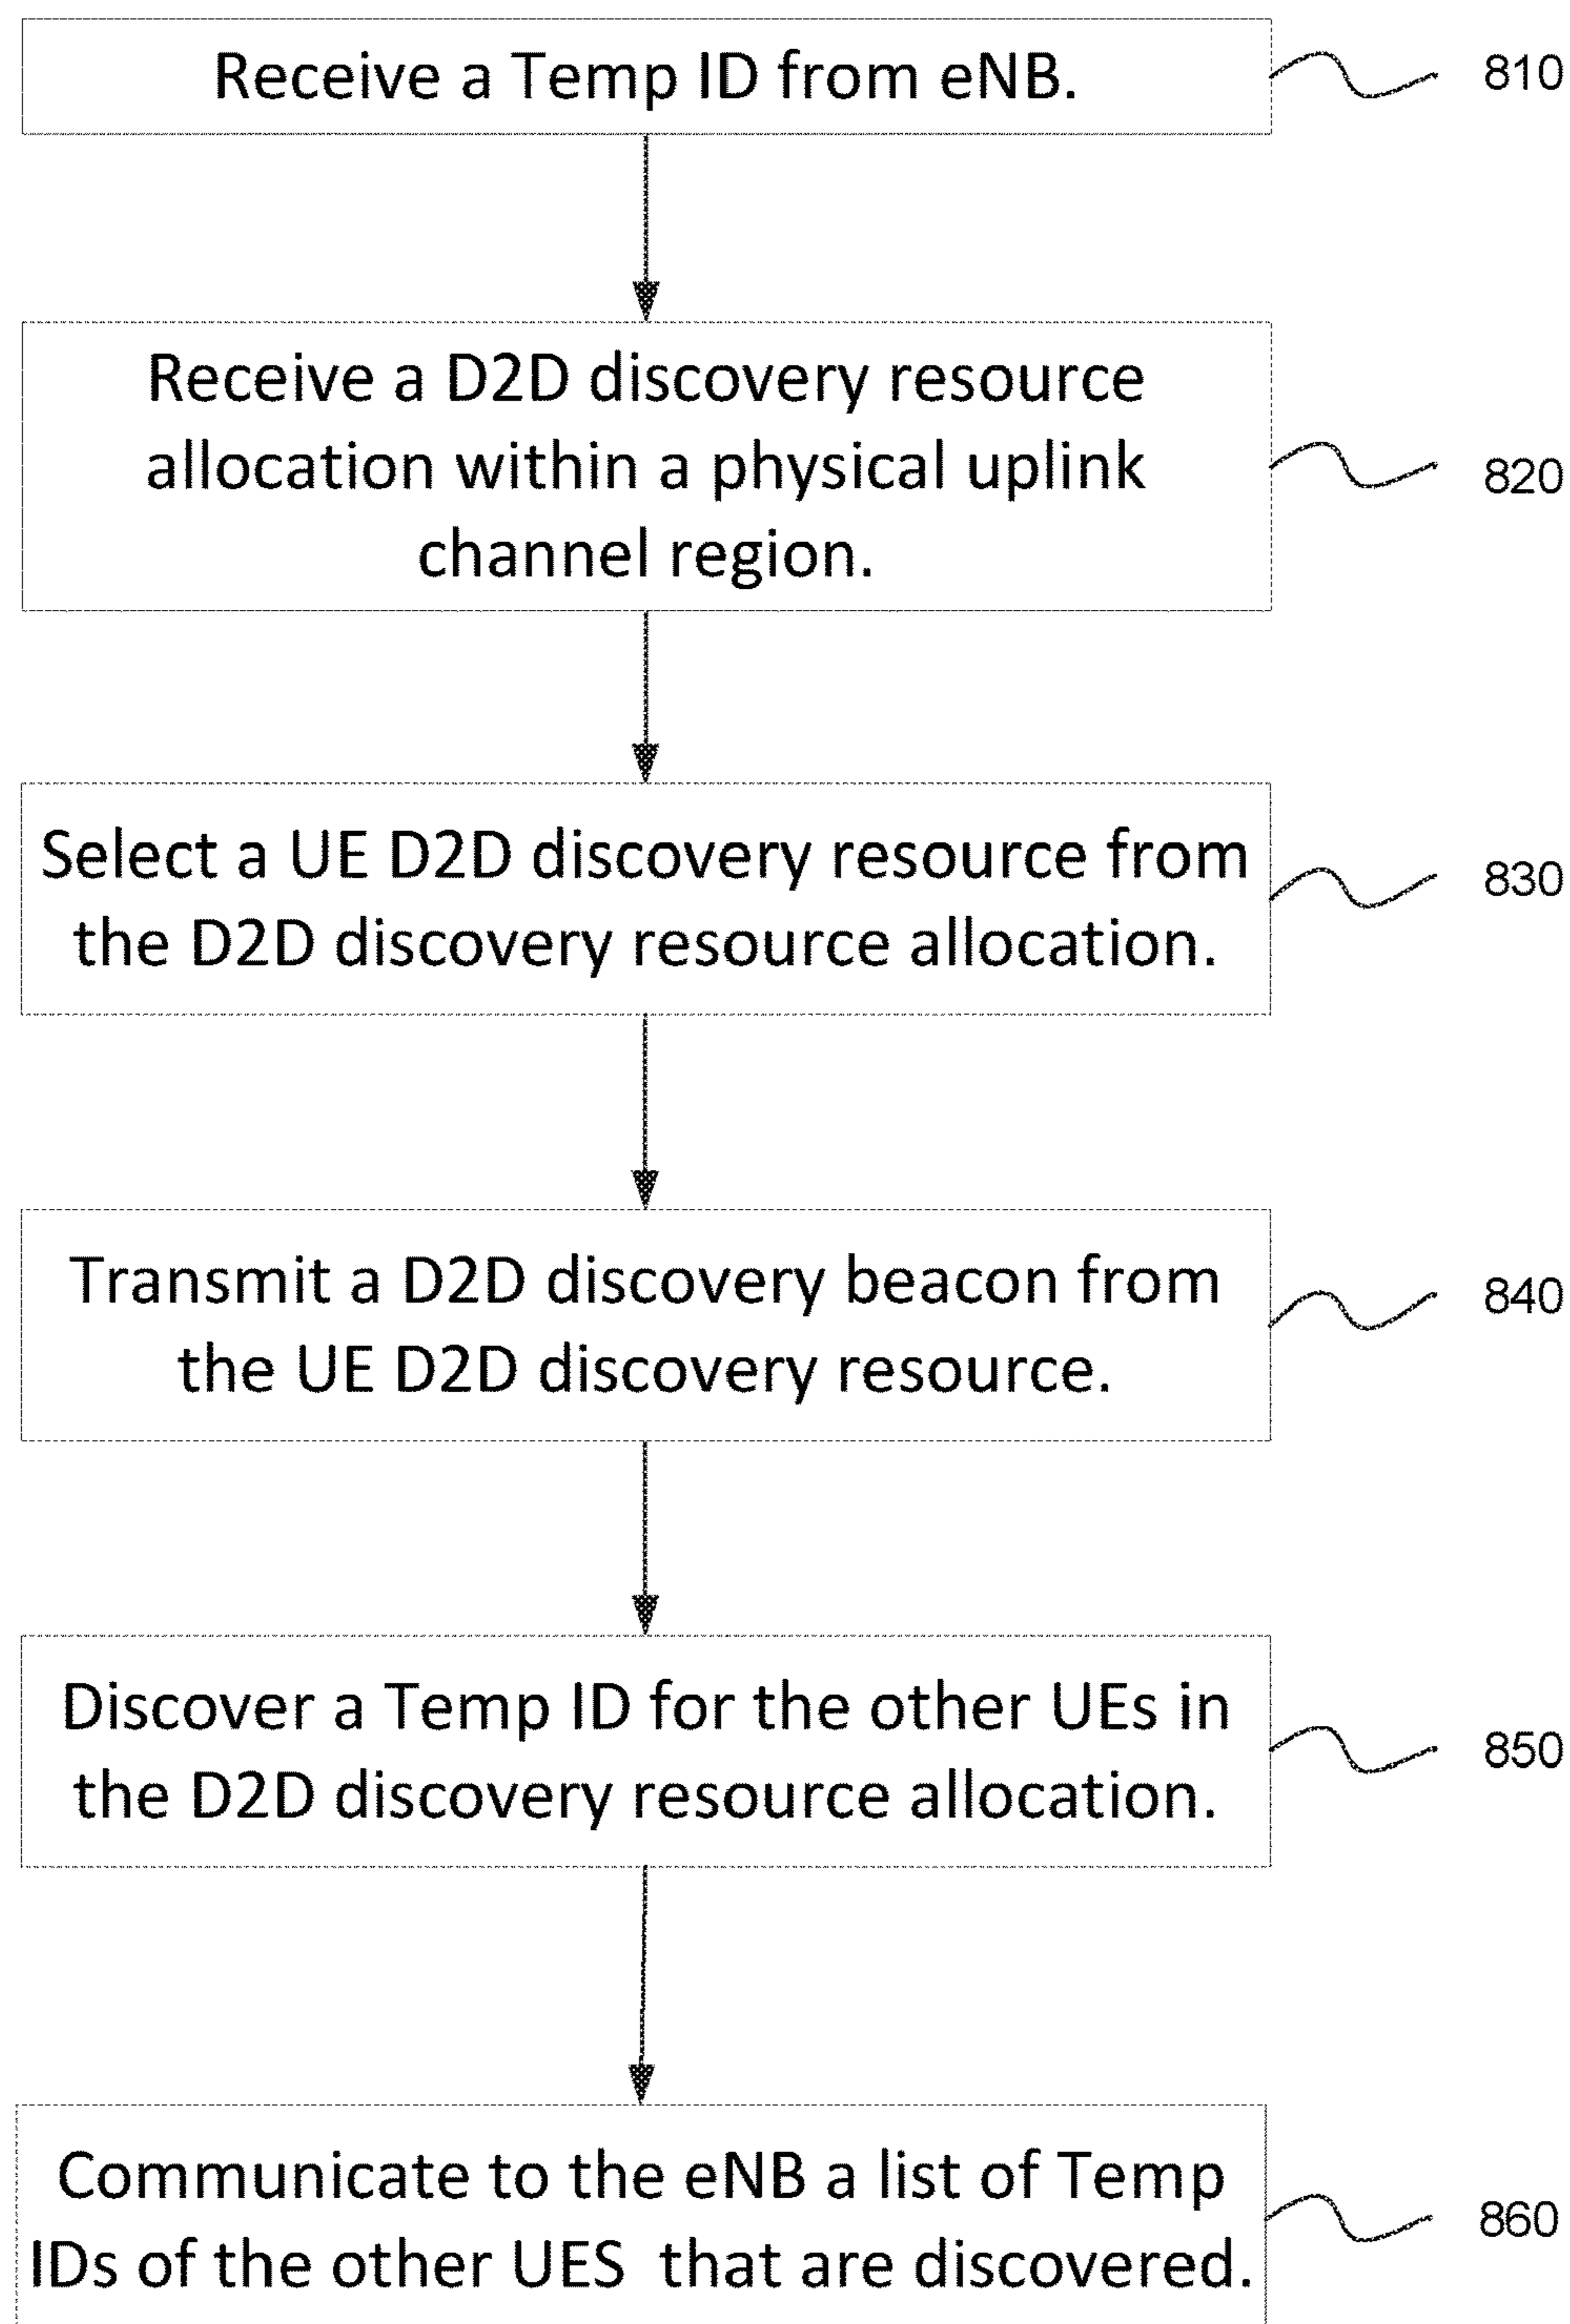 Receive a Temp ID from eNB.
810
Receive a D2D discovery resource
allocation within a physical uplink
channel region.
820
Select a UE D2D discovery resource from
the D2D discovery resource allocation.
830
Transmit a D2D discovery beacon from
the UE D2D discovery resource.
840
Discover a Temp ID for the other UEs in
the D2D discovery resource allocation.
850
Communicate to the eNB a list of Temp
IDs of the other UES  that are discovered.
860